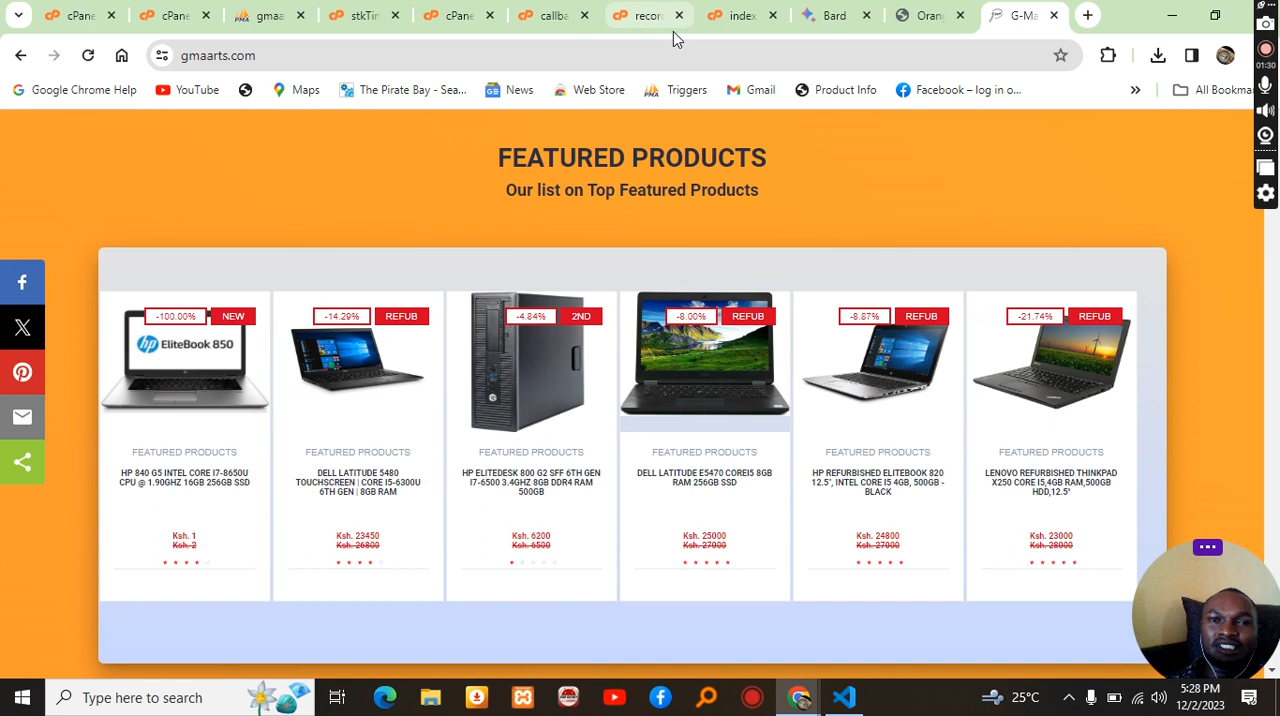 cPane
cPane
gmaa
stkTin
cPane
callba
recor
index
Bard
Oran
G-Ma
gmaarts.com
01:30
Google Chrome Help
YouTube
Maps
The Pirate Bay - Sea...
News
Web Store
Triggers
Gmail
Product Info
Facebook – log in o...
»
All Bookma
FEATURED PRODUCTS
Our list on Top Featured Products
-100.00% NEW
-14.29% REFUB
-4.84% 2ND
-8.00% REFUB
-8.87% REFUB
-21.74% REFUB
hp EliteBook 850
FEATURED PRODUCTS
HP 840 G5 INTEL CORE I7-8650U
CPU @ 1.90GHZ 16GB 256GB SSD
Ksh. 1
Ksh. 2
FEATURED PRODUCTS
DELL LATITUDE 5480
TOUCHSCREEN | CORE I5-6300U
6TH GEN | 8GB RAM
Ksh. 23450
Ksh. 26800
FEATURED PRODUCTS
HP ELITEDESK 800 G2 SFF 6TH GEN
I7-6500 3.4GHZ 8GB DDR4 RAM
500GB
Ksh. 6200
Ksh. 6500
FEATURED PRODUCTS
DELL LATITUDE E5470 COREI5 8GB
RAM 256GB SSD
Ksh. 25000
Ksh. 27000
FEATURED PRODUCTS
HP REFURBISHED ELITEBOOK 820
12.5", INTEL CORE I5 4GB, 500GB -
BLACK
Ksh. 24800
Ksh. 27000
FEATURED PRODUCTS
LENOVO REFURBISHED THINKPAD
X250 CORE I5,4GB RAM,500GB
HDD,12.5"
Ksh. 23000
Ksh. 28000
Type here to search
25°C
5:28 PM
12/2/2023